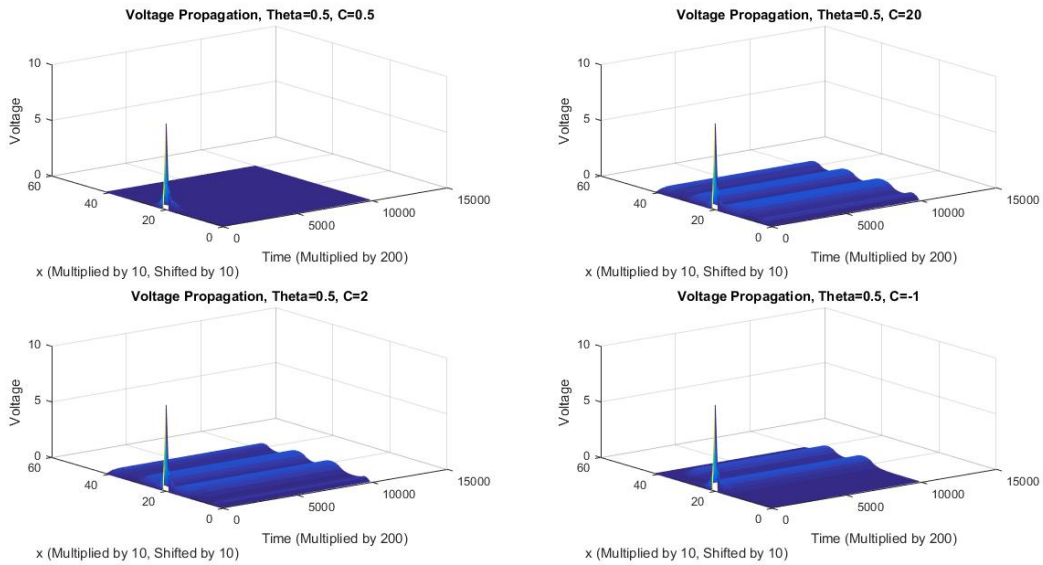 Voltage Propagation, Theta=0.5, C=0.5
10
5
0
Voltage
60
40
20
0
0
5000
10000
15000
Time (Multiplied by 200)
x (Multiplied by 10, Shifted by 10)
Voltage Propagation, Theta=0.5, C=20
10
5
0
Voltage
60
40
20
0
0
5000
10000
15000
Time (Multiplied by 200)
x (Multiplied by 10, Shifted by 10)
Voltage Propagation, Theta=0.5, C=2
10
5
0
Voltage
60
40
20
0
0
5000
10000
15000
Time (Multiplied by 200)
x (Multiplied by 10, Shifted by 10)
Voltage Propagation, Theta=0.5, C=-1
10
5
0
Voltage
60
40
20
0
0
5000
10000
15000
Time (Multiplied by 200)
x (Multiplied by 10, Shifted by 10)